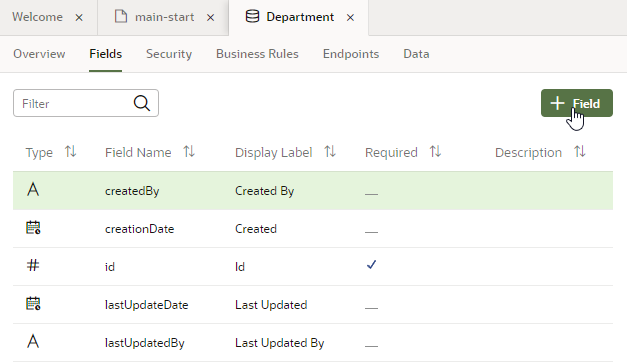 Welcome × main-start × Department ×
Overview Fields Security Business Rules Endpoints Data
Filter + Field
Type Field Name Display Label Required Description
A createdBy Created By —
creationDate Created —
# id Id ✓
lastUpdateDate Last Updated —
A lastUpdatedBy Last Updated By —